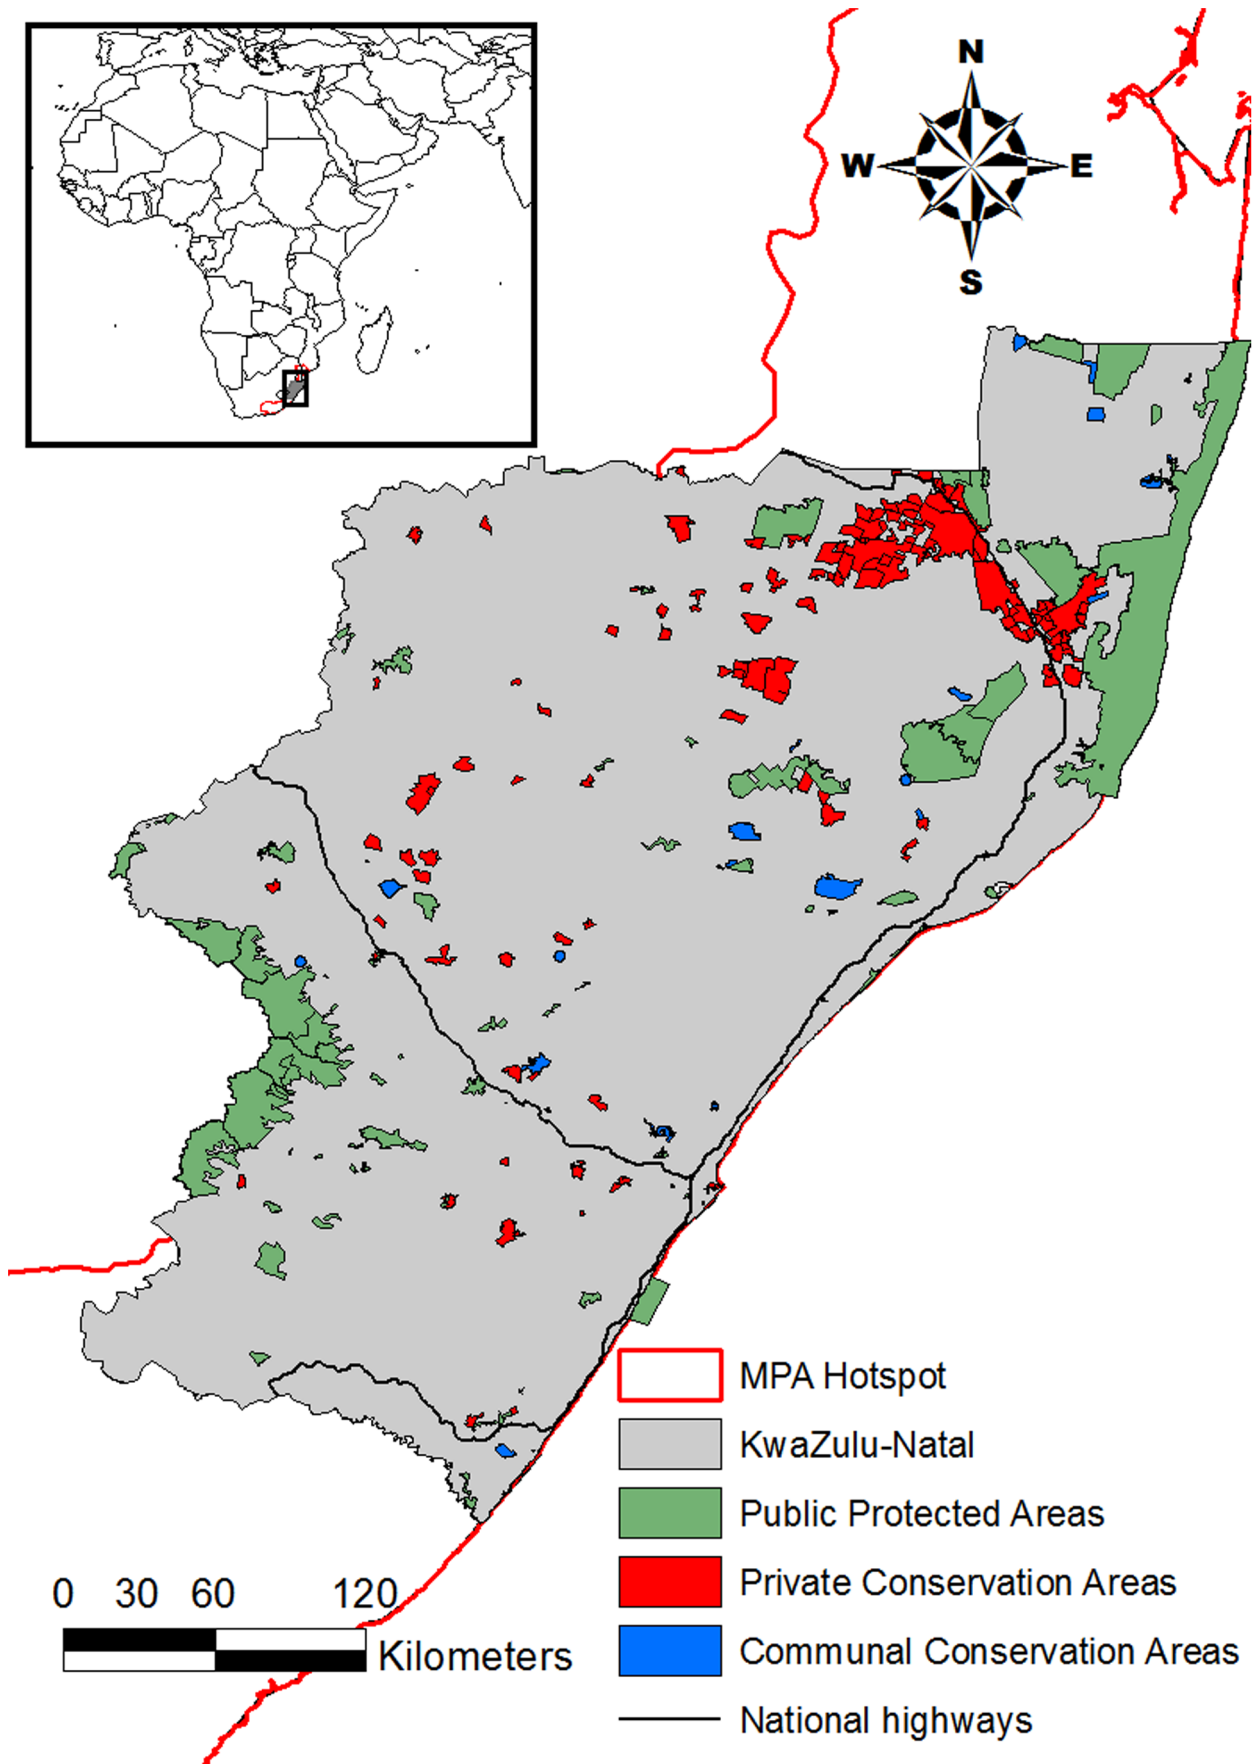 N
W E
S
MPA Hotspot
KwaZulu-Natal
Public Protected Areas
Private Conservation Areas
Communal Conservation Areas
National highways
0 30 60 120
Kilometers